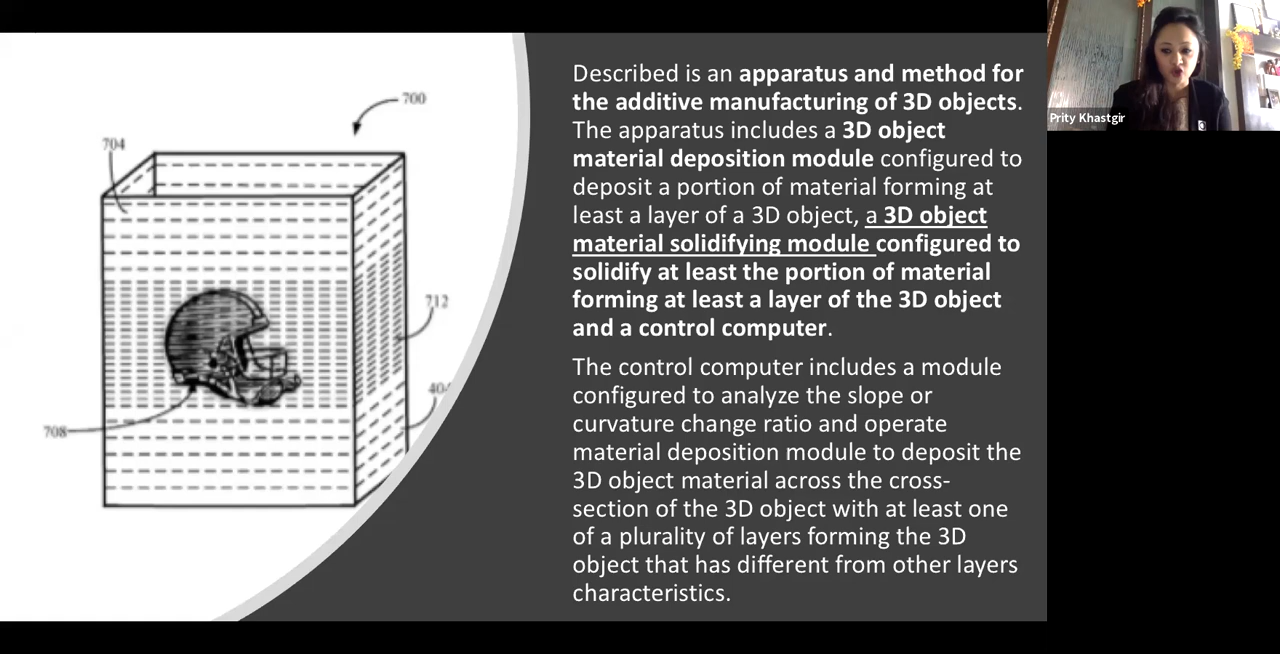 700
704
712
404
708
Described is an apparatus and method for
the additive manufacturing of 3D objects.
The apparatus includes a 3D object
material deposition module configured to
deposit a portion of material forming at
least a layer of a 3D object, a 3D object
material solidifying module configured to
solidify at least the portion of material
forming at least a layer of the 3D object
and a control computer.
The control computer includes a module
configured to analyze the slope or
curvature change ratio and operate
material deposition module to deposit the
3D object material across the cross-
section of the 3D object with at least one
of a plurality of layers forming the 3D
object that has different from other layers
characteristics.
Prity Khastgir